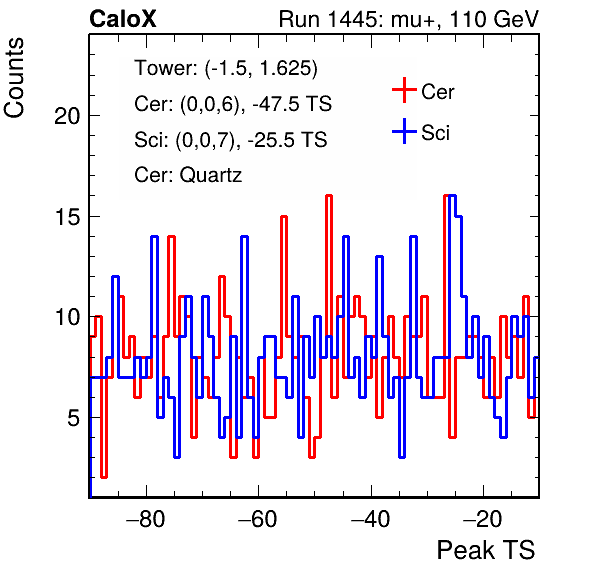 CaloX Run 1445: mu+, 110 GeV
Counts
Tower: (-1.5, 1.625)
Cer: (0,0,6), -47.5 TS
Sci: (0,0,7), -25.5 TS
Cer: Quartz
Cer
Sci
20
15
10
5
−80 −60 −40 −20
Peak TS